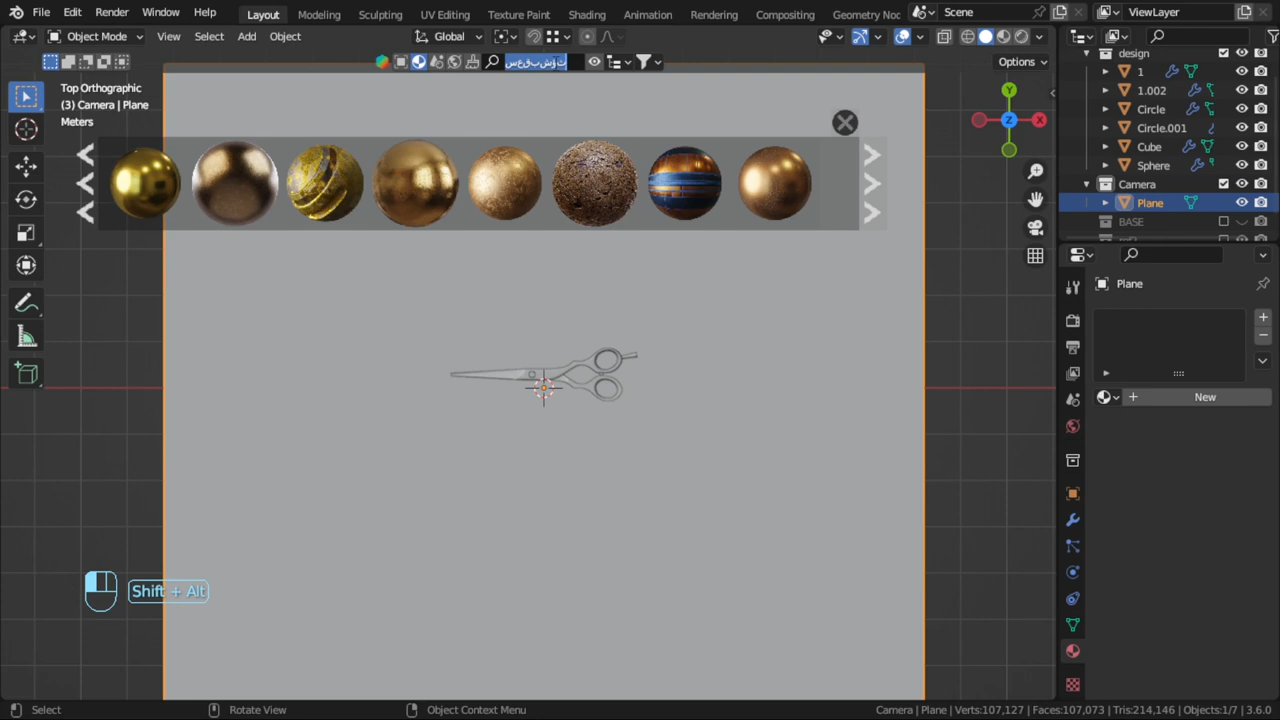 File Edit Render Window Help Layout Modeling Sculpting UV Editing Texture Paint Shading Animation Rendering Compositing Geometry Noc Scene ViewLayer
Object Mode View Select Add Object Global
Options
Top Orthographic
(3) Camera | Plane
Meters
Y
Z
X
design
1
1.002
Circle
Circle.001
Cube
Sphere
Camera
Plane
BASE
Plane
New
Shift + Alt
Select Rotate View Object Context Menu Camera | Plane | Verts:107,127 | Faces:107,073 | Tris:214,146 | Objects:1/7 | 3.6.0